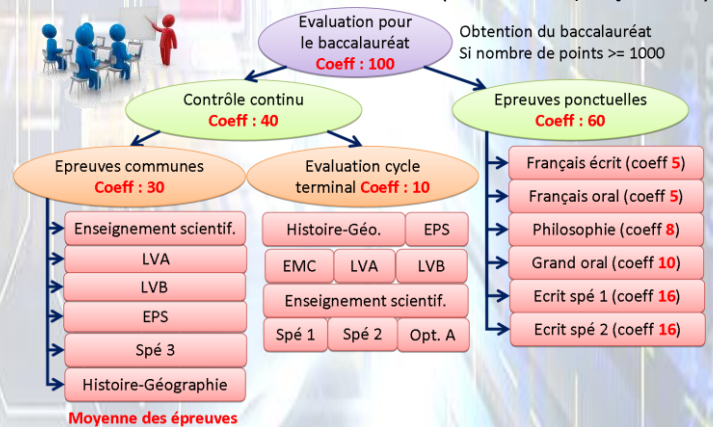 Evaluation pour
le baccalauréat
Coeff : 100
Obtention du baccalauréat
Si nombre de points >= 1000
Contrôle continu
Coeff : 40
Epreuves ponctuelles
Coeff : 60
Epreuves communes
Coeff : 30
Evaluation cycle
terminal Coeff : 10
Enseignement scientif.
LVA
LVB
EPS
Spé 3
Histoire-Géographie
Moyenne des épreuves
Histoire-Géo. EPS
EMC LVA LVB
Enseignement scientif.
Spé 1 Spé 2 Opt. A
Français écrit (coeff 5)
Français oral (coeff 5)
Philosophie (coeff 8)
Grand oral (coeff 10)
Ecrit spé 1 (coeff 16)
Ecrit spé 2 (coeff 16)